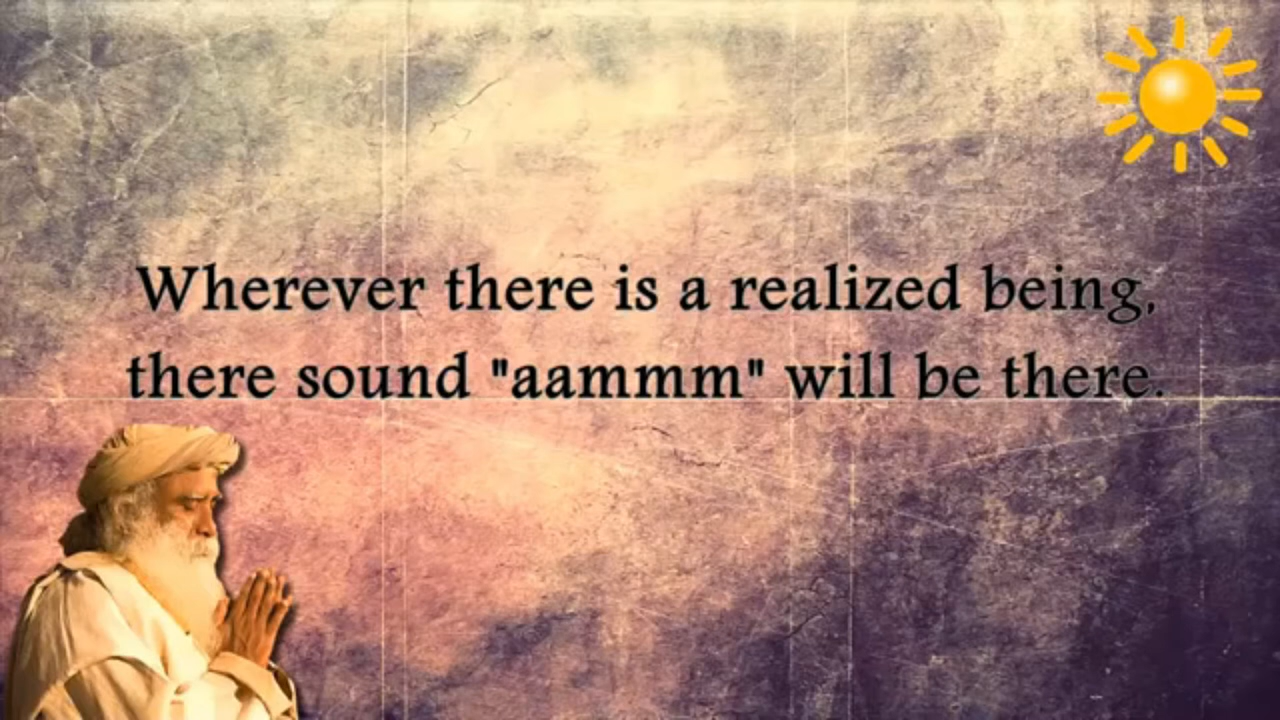 Wherever there is a realized being,
there sound "aammm" will be there.